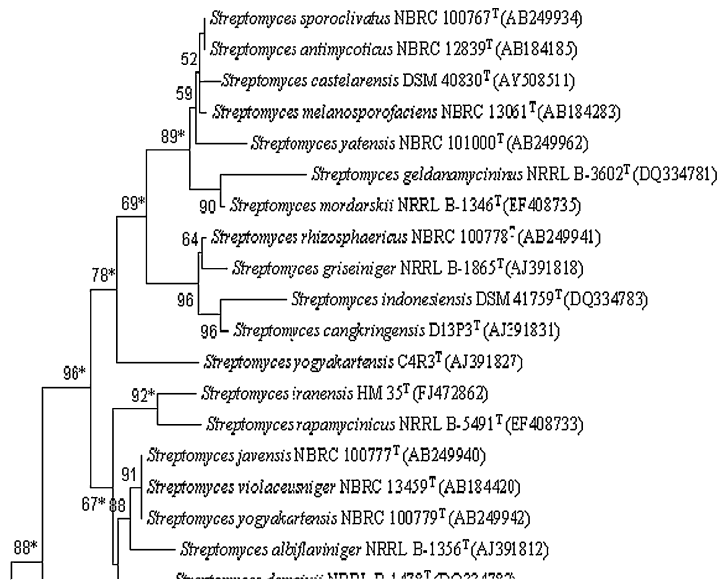 Streptomyces sporoclivatus NBRC 100767T (AB249934)
Streptomyces antimycoticus NBRC 12839T (AB184185)
52
Streptomyces castelarensis DSM 40830T (AY508511)
59
Streptomyces melanosporofaciens NBRC 13061T (AB184283)
89*
Streptomyces yatensis NBRC 101000T (AB249962)
Streptomyces geldanamycininus NRRL B-3602T (DQ334781)
69*
90
Streptomyces mordarskii NRRL B-1346T (EF408735)
64
Streptomyces rhizosphaericus NBRC 100778T (AB249941)
78*
Streptomyces griseiniger NRRL B-1865T (AJ391818)
96
Streptomyces indonesiensis DSM 41759T (DQ334783)
96
Streptomyces cangkringensis D13P3T (AJ391831)
Streptomyces yogyakartensis C4R3T (AJ391827)
96*
92*
Streptomyces iranensis HM 35T (FJ472862)
Streptomyces rapamycinicus NRRL B-5491T (EF408733)
Streptomyces javensis NBRC 100777T (AB249940)
91
Streptomyces violaceusniger NBRC 13459T (AB184420)
67* 88
Streptomyces yogyakartensis NBRC 100779T (AB249942)
88*
Streptomyces albiflaviniger NRRL B-1356T (AJ391812)
Streptomyces NRRL B-1478T